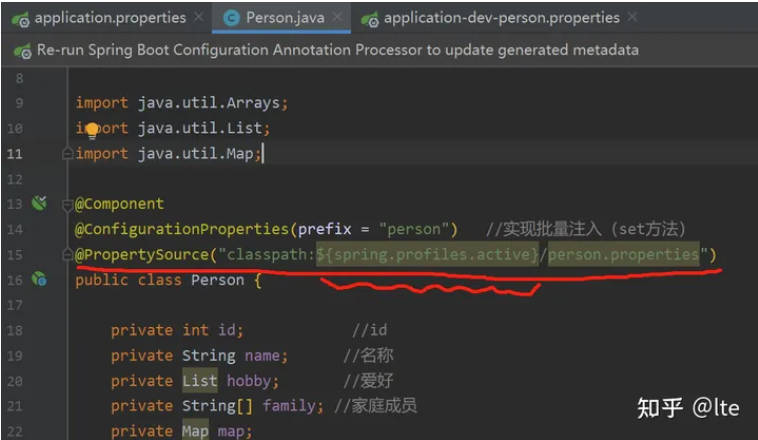 application.properties Person.java application-dev-person.properties
Re-run Spring Boot Configuration Annotation Processor to update generated metadata
8
9 import java.util.Arrays;
10 import java.util.List;
11 import java.util.Map;
12
13 @Component
14 @ConfigurationProperties(prefix = "person") //实现批量注入（set方法）
15 @PropertySource("classpath:${spring.profiles.active}/person.properties")
16 public class Person {
17
18 private int id; //id
19 private String name; //名称
20 private List hobby; //爱好
21 private String[] family; //家庭成员
22 private Map map;
知乎 @lte